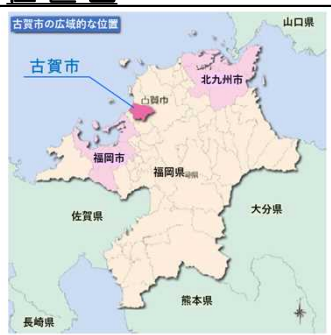 古賀市の広域的な位置
山口県
古賀市
北九州市
古賀市
福岡市
福岡県
佐賀県
大分県
熊本県
長崎県